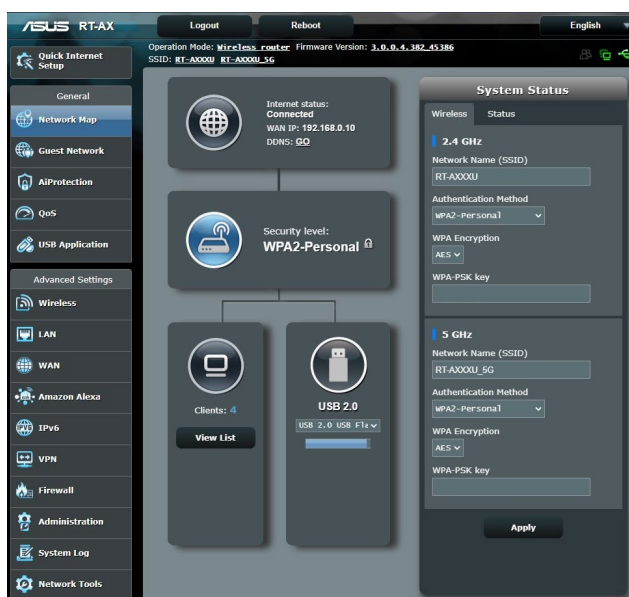 ASUS RT-AX
Logout
Reboot
English
Operation Mode: Wireless router Firmware Version: 3.0.0.4.382_45386
SSID: RT-AXXXU RT-AXXXU_5G
Quick Internet
Setup
General
Network Map
Guest Network
AiProtection
QoS
USB Application
Advanced Settings
Wireless
LAN
WAN
Amazon Alexa
IPv6
VPN
Firewall
Administration
System Log
Network Tools
Internet status:
Connected
WAN IP: 192.168.0.10
DDNS: GO
Security level:
WPA2-Personal
Clients: 4
View List
USB 2.0
USB 2.0 USB Fla
System Status
Wireless Status
2.4 GHz
Network Name (SSID)
RT-AXXXU
Authentication Method
WPA2-Personal
WPA Encryption
AES
WPA-PSK key
5 GHz
Network Name (SSID)
RT-AXXXU_5G
Authentication Method
WPA2-Personal
WPA Encryption
AES
WPA-PSK key
Apply